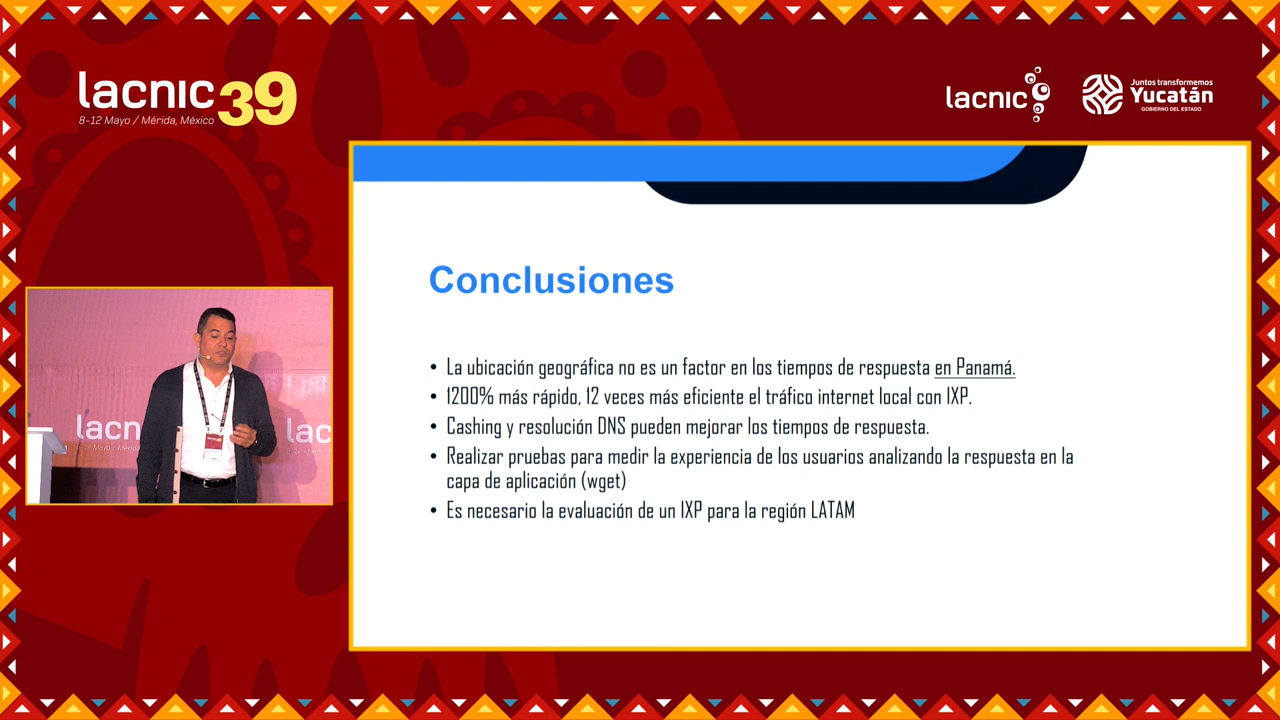 lacnic 39
8-12 Mayo / Mérida, México
lacnic
Juntos transformemos
Yucatán
GOBIERNO DEL ESTADO
Conclusiones
• La ubicación geográfica no es un factor en los tiempos de respuesta en Panamá.
• 1200% más rápido, 12 veces más eficiente el tráfico internet local con IXP.
• Cashing y resolución DNS pueden mejorar los tiempos de respuesta.
• Realizar pruebas para medir la experiencia de los usuarios analizando la respuesta en la
capa de aplicación (wget)
• Es necesario la evaluación de un IXP para la región LATAM
lacn
lac